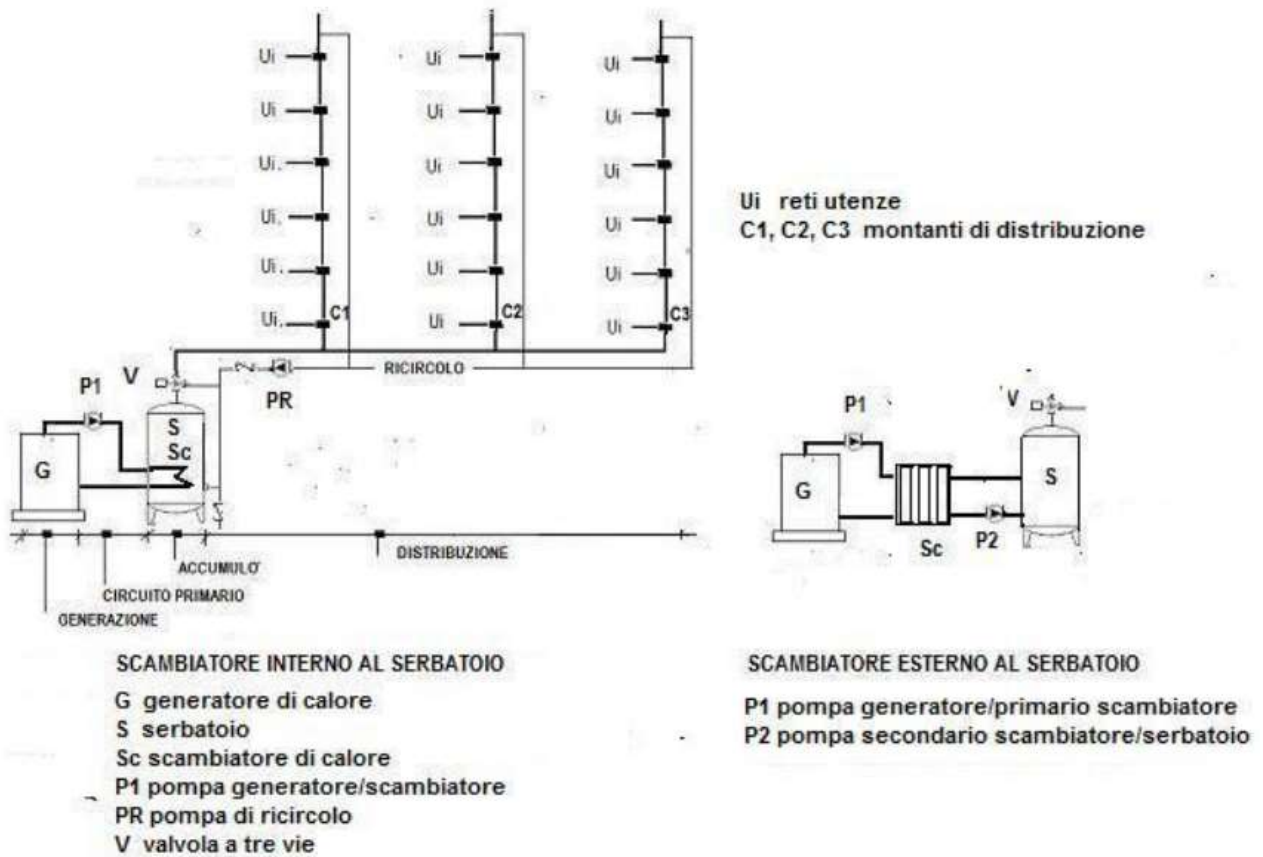 Ui Ui Ui
Ui Ui Ui
Ui. Ui Ui
Ui Ui Ui
Ui. Ui Ui
Ui. C1 Ui C2 Ui C3
Ui reti utenze
C1, C2, C3 montanti di distribuzione
RICIRCOLO
P1 V PR
S
Sc
G
DISTRIBUZIONE
ACCUMULO
CIRCUITO PRIMARIO
GENERAZIONE
P1 V
G S
Sc P2
SCAMBIATORE INTERNO AL SERBATOIO
G generatore di calore
S serbatoio
Sc scambiatore di calore
P1 pompa generatore/scambiatore
PR pompa di ricircolo
V valvola a tre vie
SCAMBIATORE ESTERNO AL SERBATOIO
P1 pompa generatore/primario scambiatore
P2 pompa secondario scambiatore/serbatoio